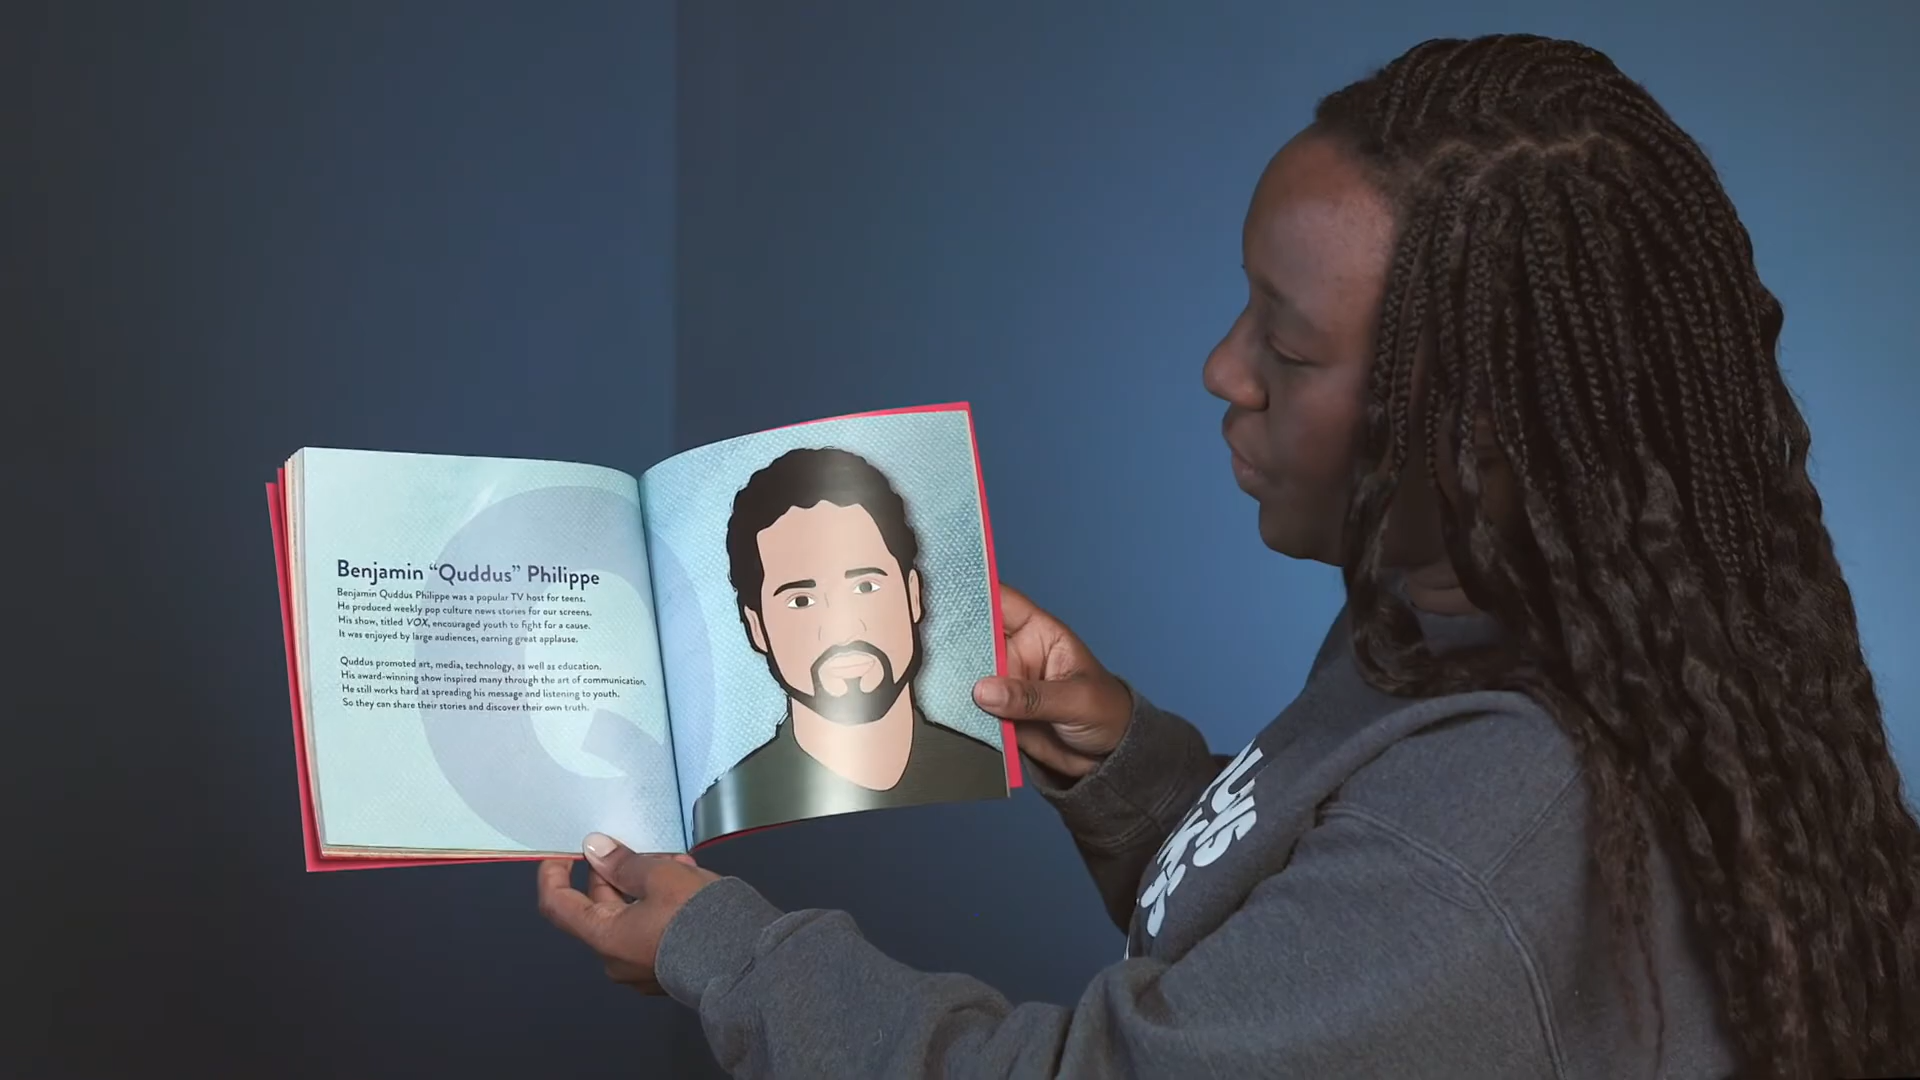 Benjamin “Quddus” Philippe
Benjamin Quddus Philippe was a popular TV host for teens.
He produced weekly pop culture news stories for our screens.
His show, titled VOX, encouraged youth to fight for a cause.
It was enjoyed by large audiences, earning great applause.
Quddus promoted art, media, technology, as well as education.
His award-winning show inspired many through the art of communication.
He still works hard at spreading his message and listening to youth.
So they can share their stories and discover their own truth.
Q